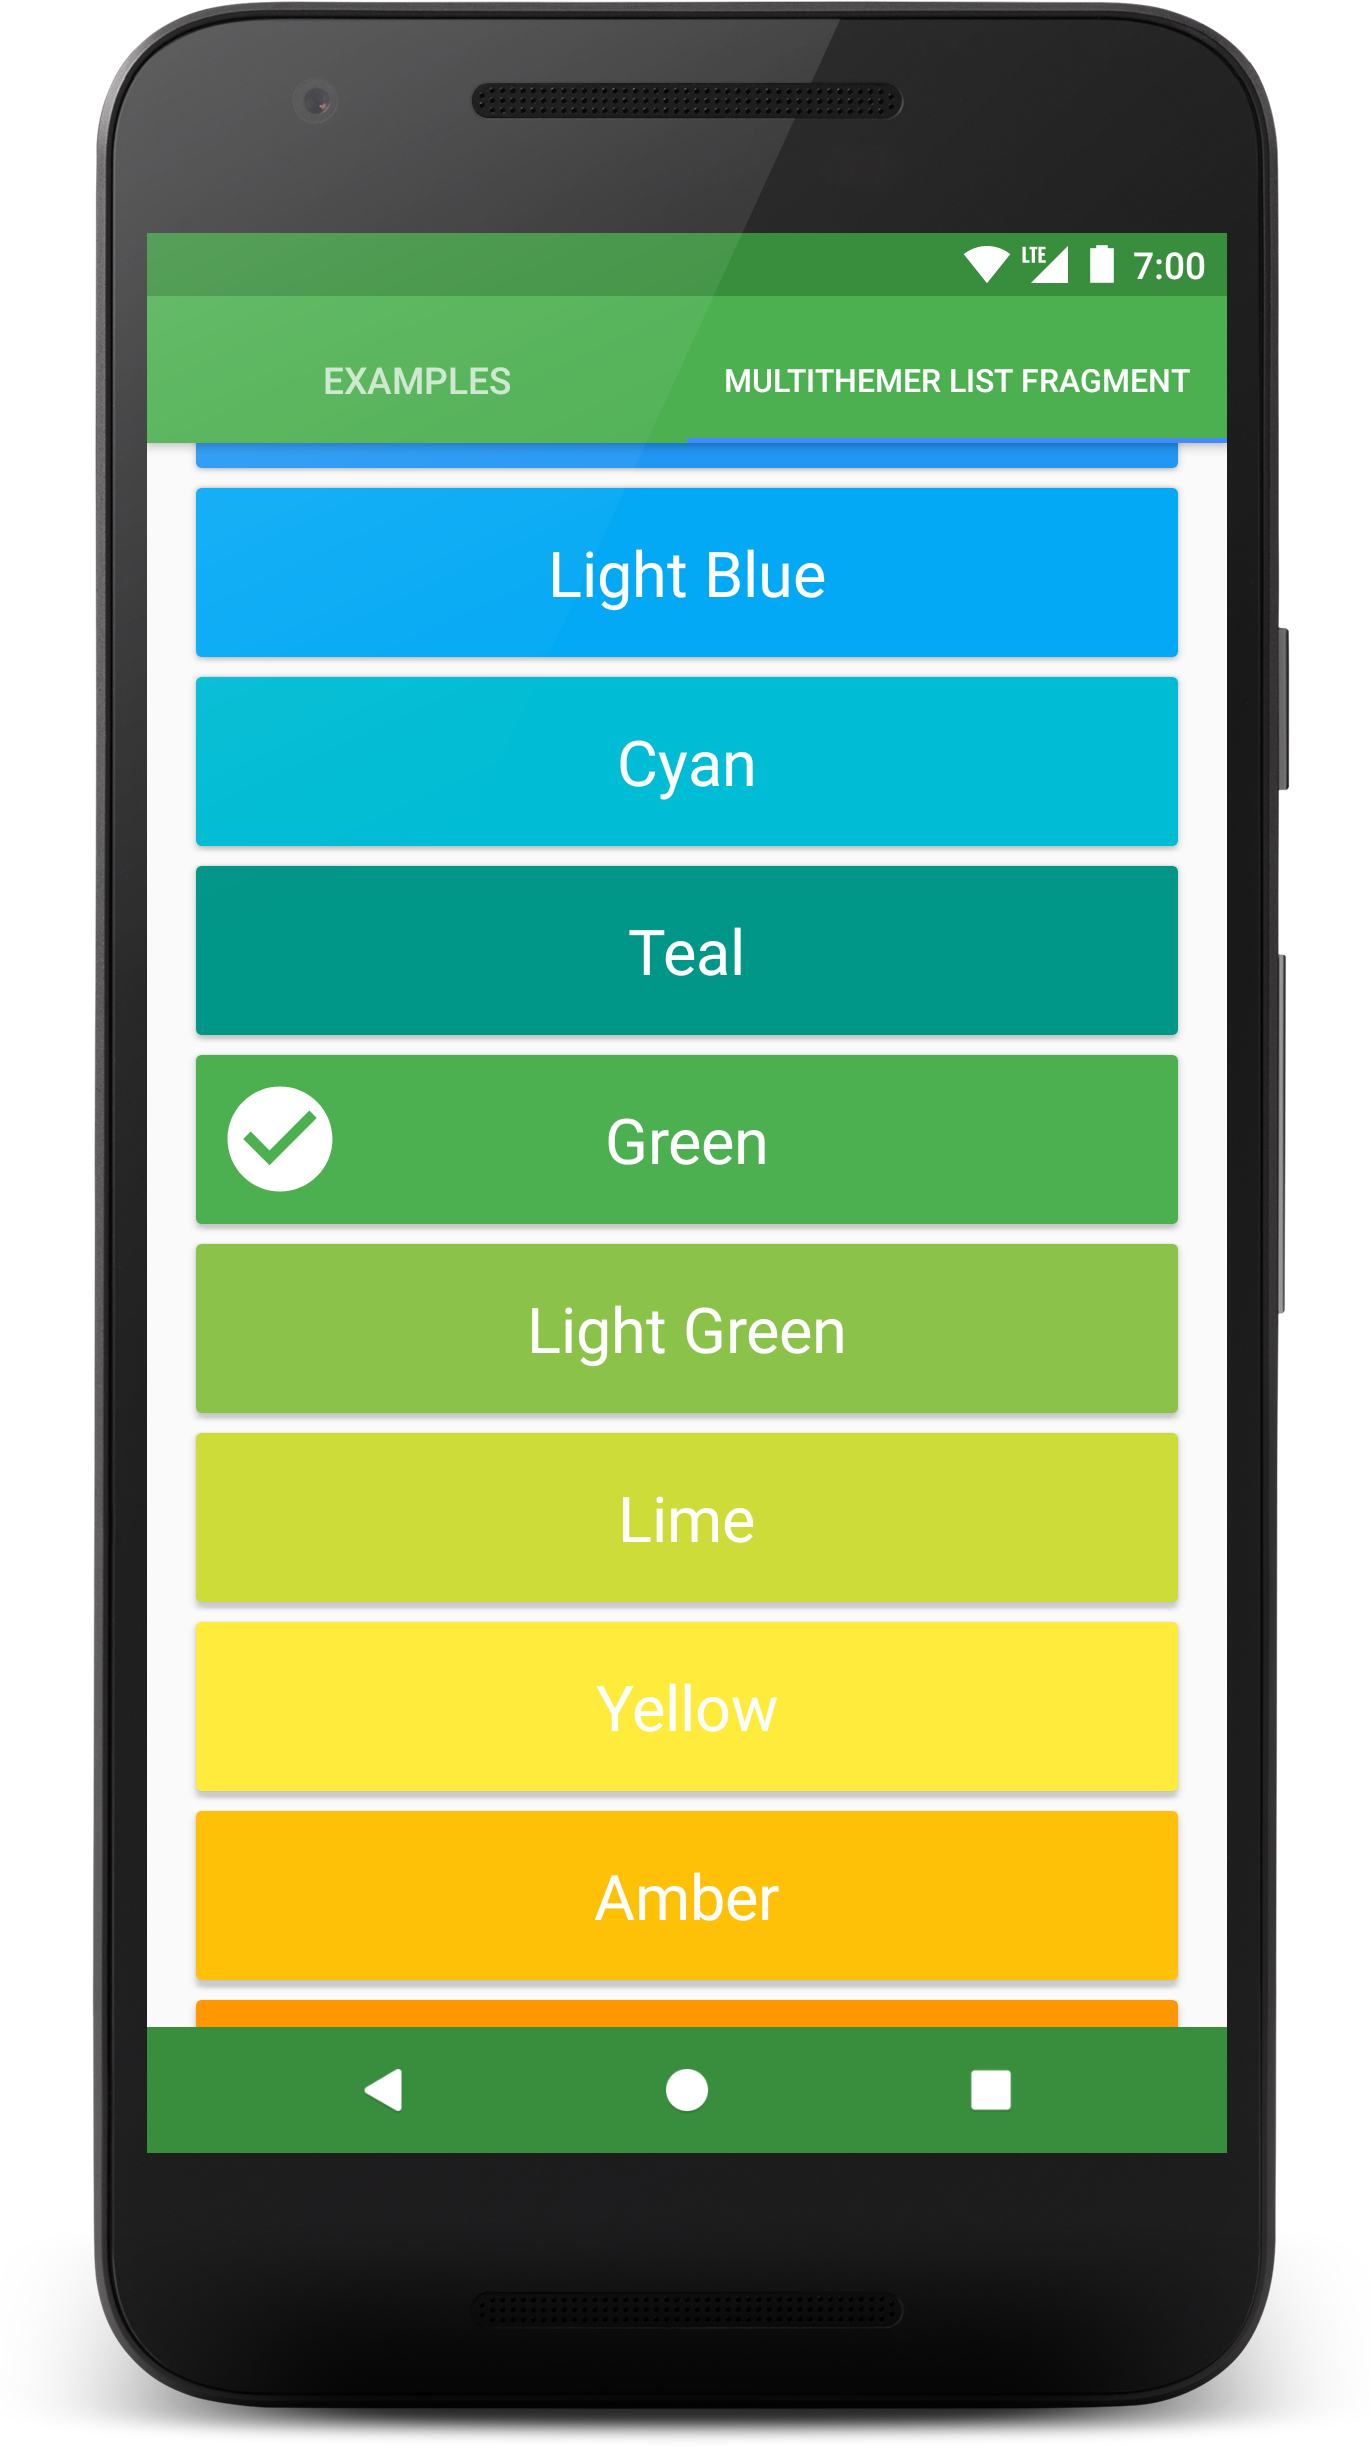 LTE 7:00
EXAMPLES MULTITHEMER LIST FRAGMENT
Light Blue
Cyan
Teal
Green
Light Green
Lime
Yellow
Amber